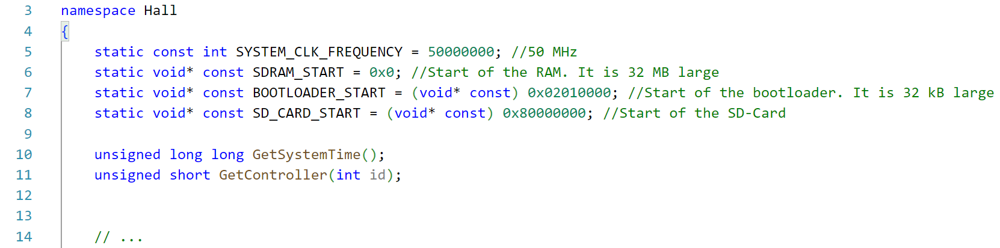 3 namespace Hall
4 {
5 static const int SYSTEM_CLK_FREQUENCY = 50000000; //50 MHz
6 static void* const SDRAM_START = 0x0; //Start of the RAM. It is 32 MB large
7 static void* const BOOTLOADER_START = (void* const) 0x02010000; //Start of the bootloader. It is 32 kB large
8 static void* const SD_CARD_START = (void* const) 0x80000000; //Start of the SD-Card
9
10 unsigned long long GetSystemTime();
11 unsigned short GetController(int id);
12
13
14 // ...